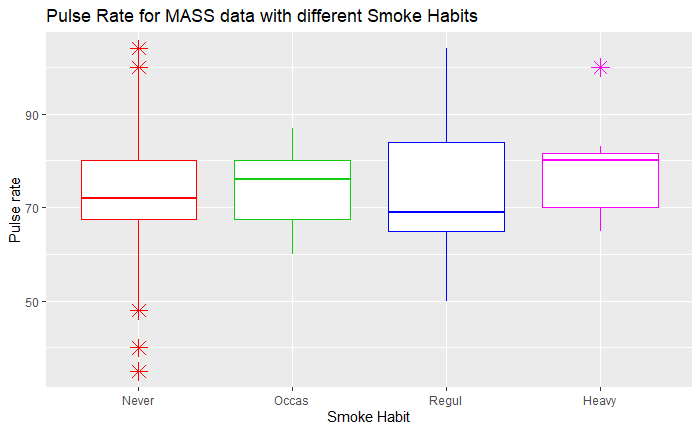 Pulse Rate for MASS data with different Smoke Habits
Pulse rate
90
70
50
Never Occas Regul Heavy
Smoke Habit